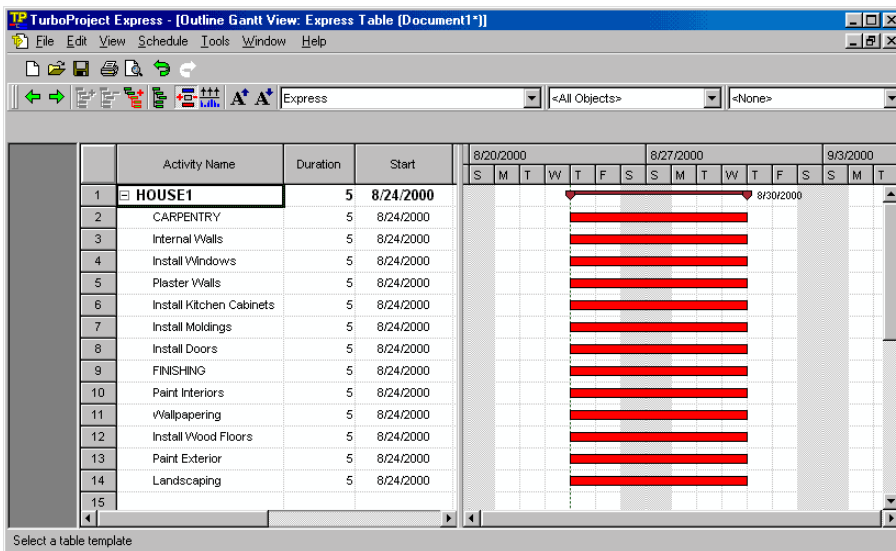 TurboProject Express - [Outline Gantt View: Express Table (Document1*)]
File Edit View Schedule Tools Window Help
Express <All Objects> <None>
Activity Name Duration Start 8/20/2000 8/27/2000 9/3/2000
S M T W T F S S M T W T F S S M T
1 HOUSE1 5 8/24/2000 8/30/2000
2 CARPENTRY 5 8/24/2000
3 Internal Walls 5 8/24/2000
4 Install Windows 5 8/24/2000
5 Plaster Walls 5 8/24/2000
6 Install Kitchen Cabinets 5 8/24/2000
7 Install Moldings 5 8/24/2000
8 Install Doors 5 8/24/2000
9 FINISHING 5 8/24/2000
10 Paint Interiors 5 8/24/2000
11 Wallpapering 5 8/24/2000
12 Install Wood Floors 5 8/24/2000
13 Paint Exterior 5 8/24/2000
14 Landscaping 5 8/24/2000
15
Select a table template